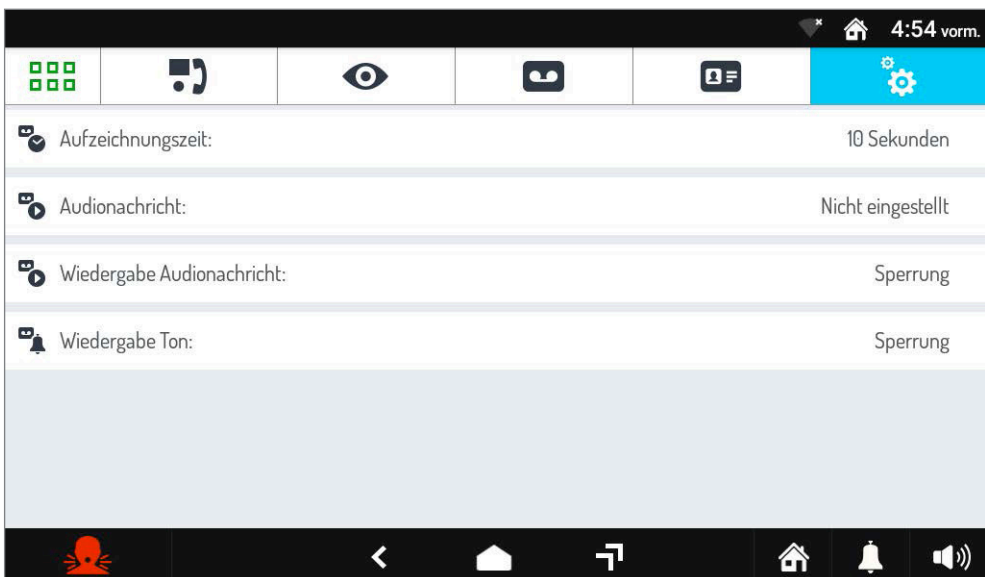 4:54 vorm.
Aufzeichnungszeit: 10 Sekunden
Audionachricht: Nicht eingestellt
Wiedergabe Audionachricht: Sperrung
Wiedergabe Ton: Sperrung